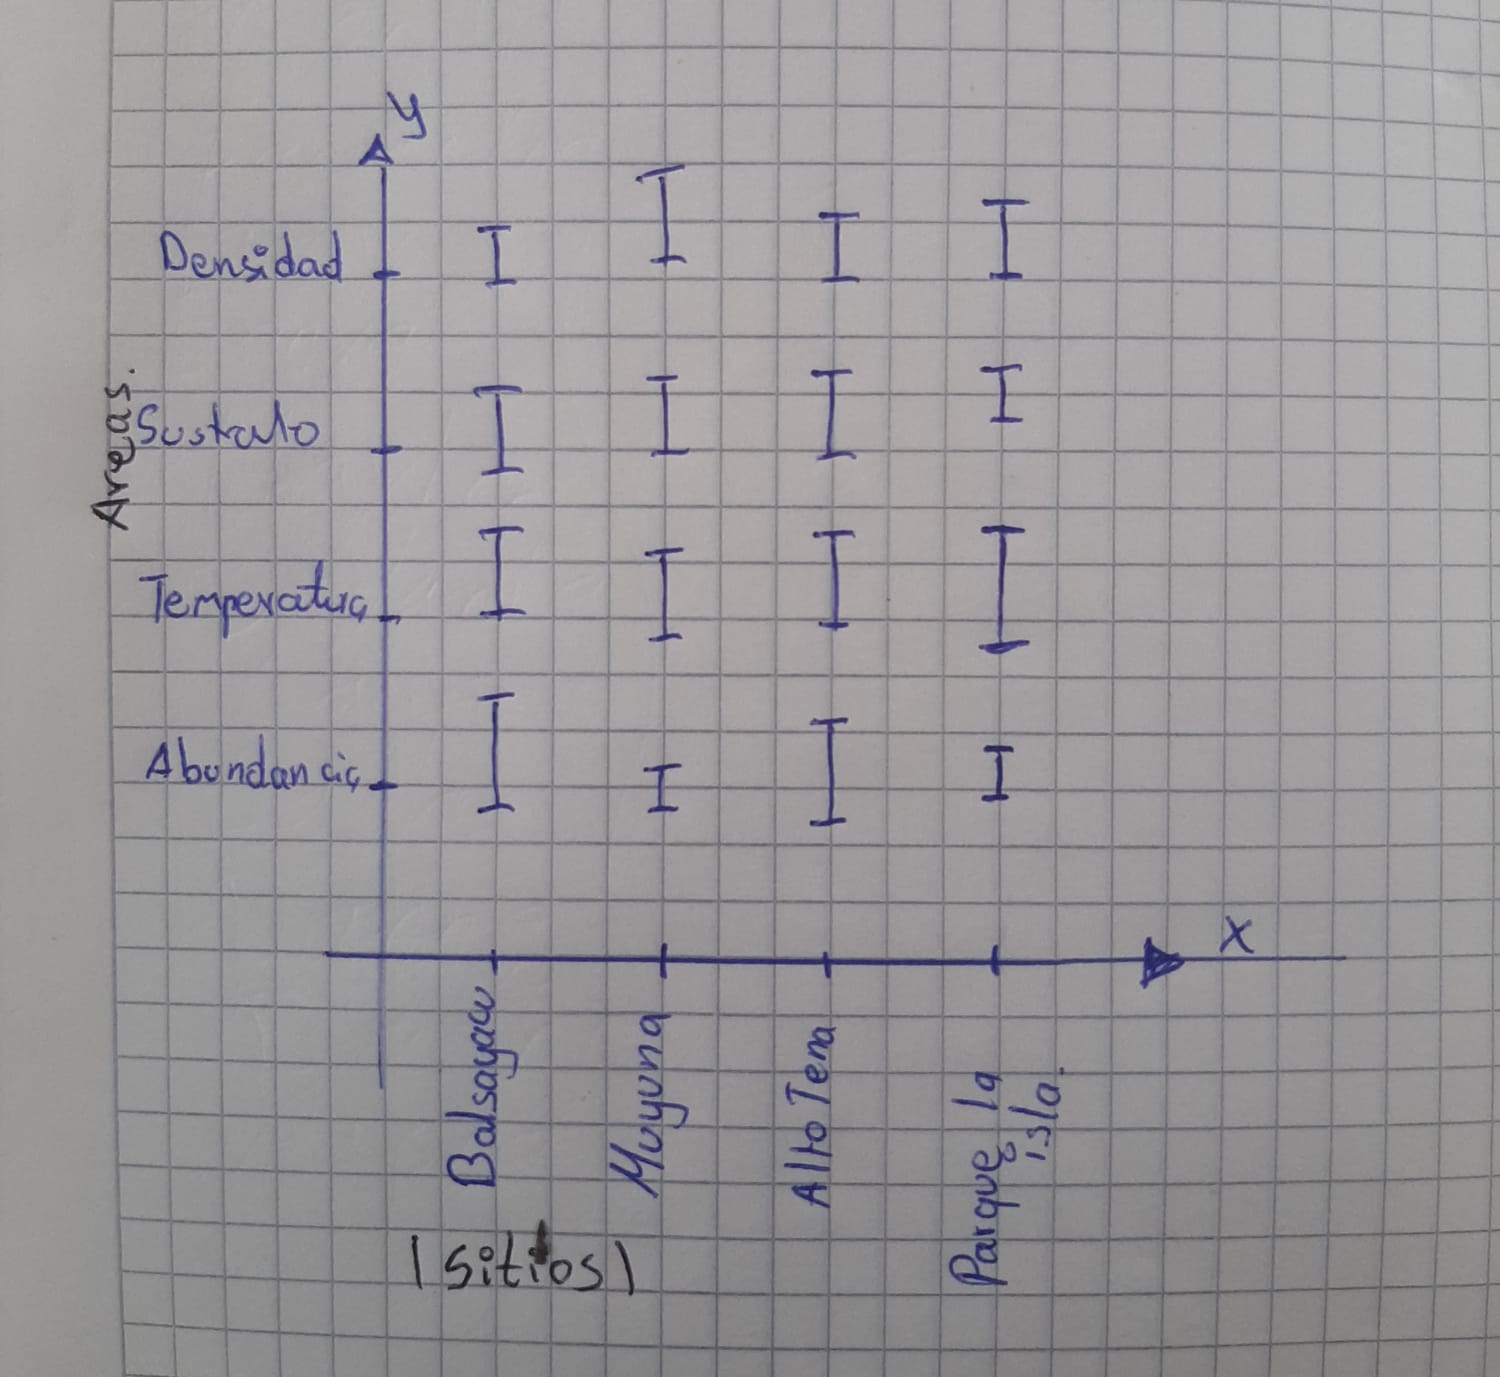 y
Densidad
Areas.
Sustrato
Temperatura
Abundancia
x
Balsayacu
Muyuna
Alto Tena
Parque la
isla.
(sitios)